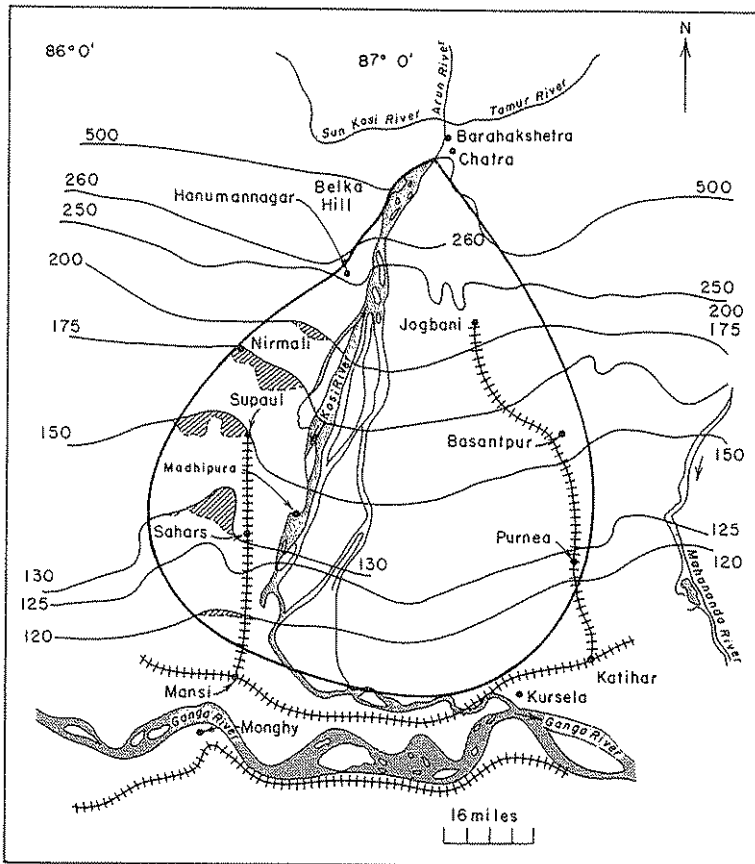 N
86° 0'
87° 0'
Arun River
Sun Kosi River
Tamur River
Barahakshetra
Chatra
500
Belka
Hill
260
Hanumannagar
500
250
260
200
250
200
175
Jogbani
175
Nirmali
Kosi River
Supaul
150
Basantpur
150
Madhipura
Sahars
125
Purnea
130
130
120
125
Mahananda River
120
Katihar
Mansi
Kursela
Ganga River
Ganga River
Monghy
16 miles